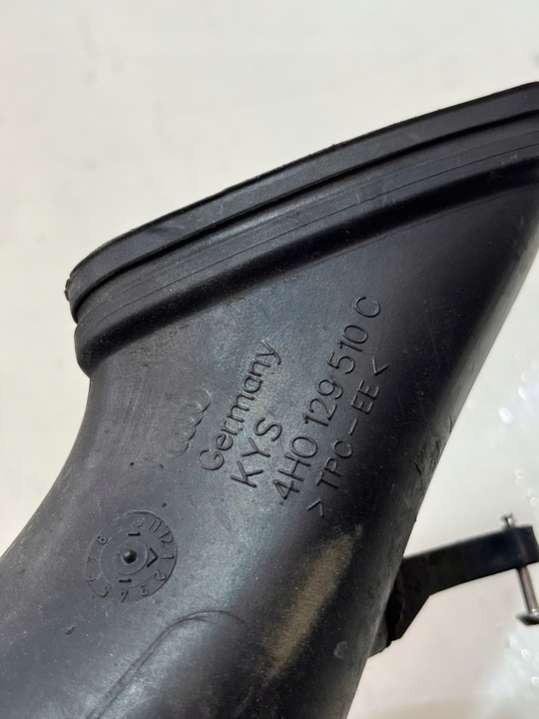 Germany
KYS
4H0 129 510 C
> TPC-EE <